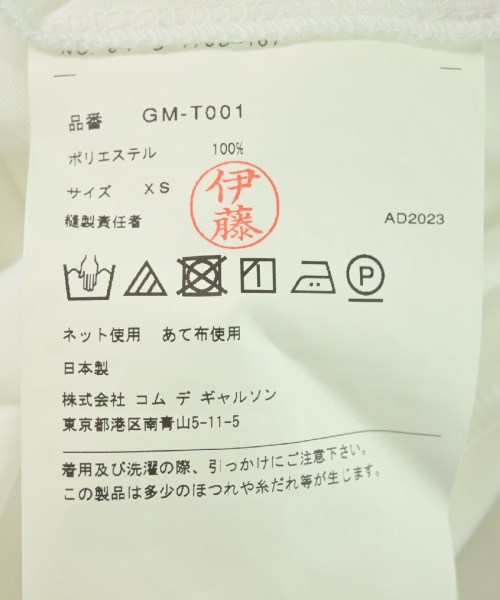 品番 GM-T001
ポリエステル 100%
サイズ XS
伊藤
縫製責任者 AD2023
P
ネット使用 あて布使用
日本製
株式会社 コム デ ギャルソン
東京都港区南青山5-11-5
着用及び洗濯の際、引っかけにご注意下さい。
この製品は多少のほつれや糸だれ等が生じます。